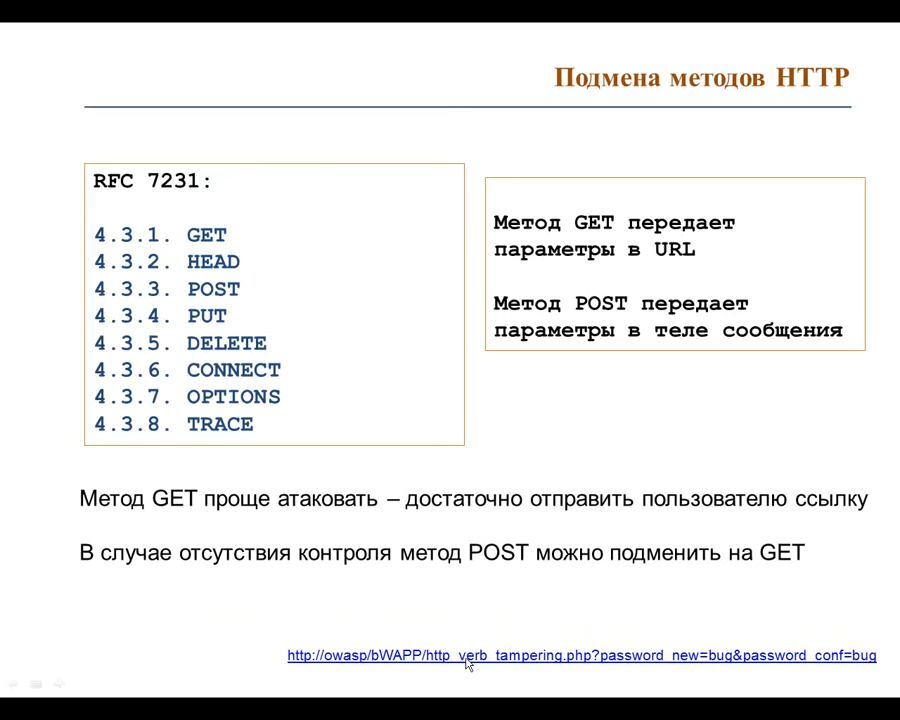 Подмена методов HTTP
RFC 7231:
4.3.1. GET
4.3.2. HEAD
4.3.3. POST
4.3.4. PUT
4.3.5. DELETE
4.3.6. CONNECT
4.3.7. OPTIONS
4.3.8. TRACE
Метод GET передает
параметры в URL
Метод POST передает
параметры в теле сообщения
Метод GET проще атаковать – достаточно отправить пользователю ссылку
В случае отсутствия контроля метод POST можно подменить на GET
http://owasp/bWAPP/http_verb_tampering.php?password_new=bug&password_conf=bug